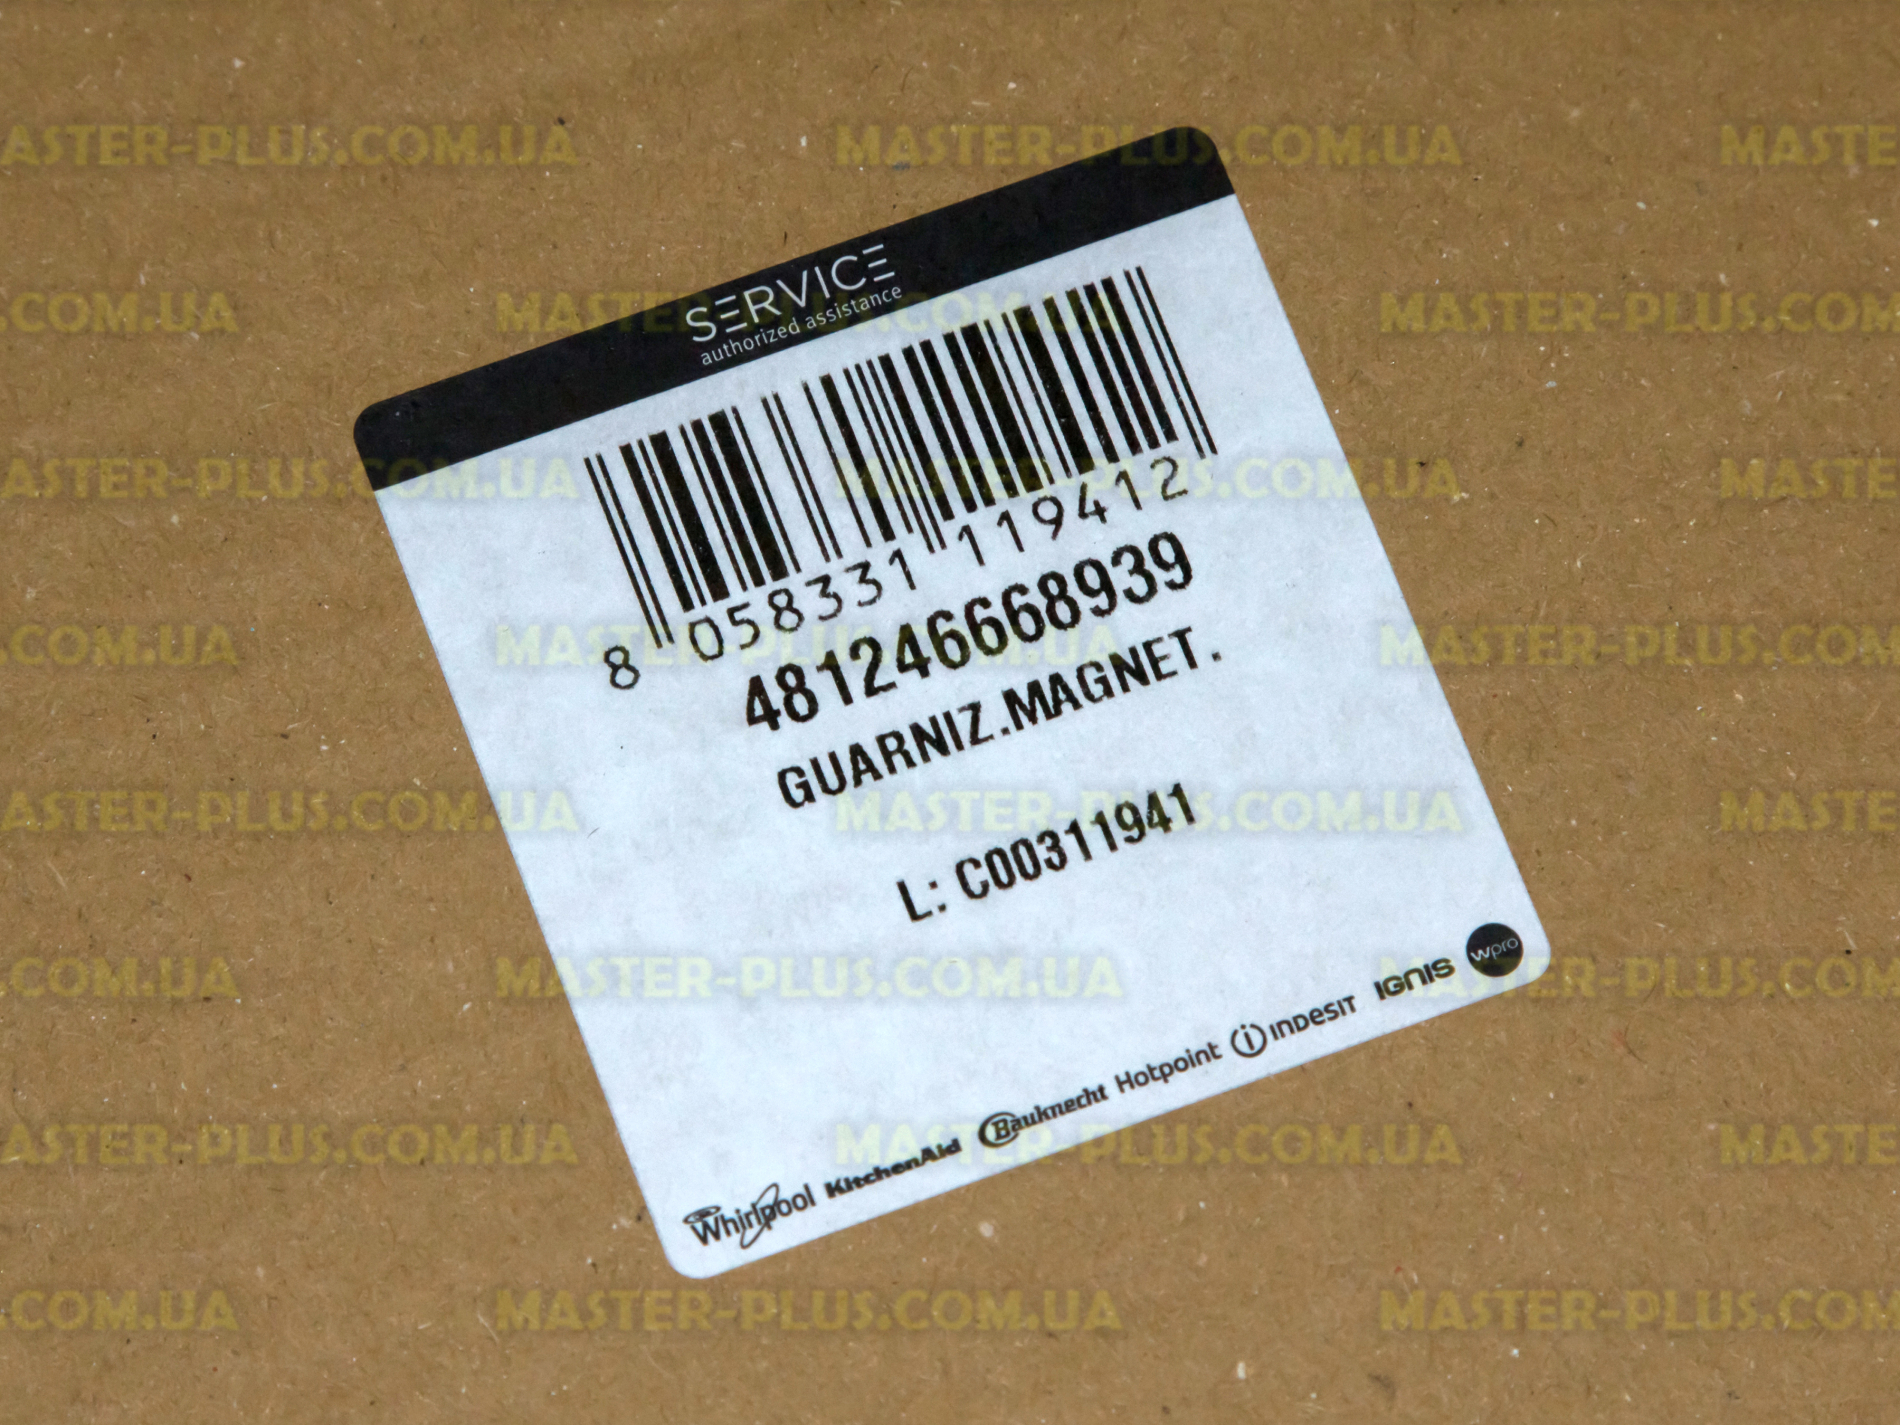 SERVICE
authorized assistance
8 058331 119412
481246668939
GUARNIZ.MAGNET.
L: C00311941
Whirlpool KitchenAid Bauknecht Hotpoint indesit IGNIS wpro
MASTER-PLUS.COM.UA